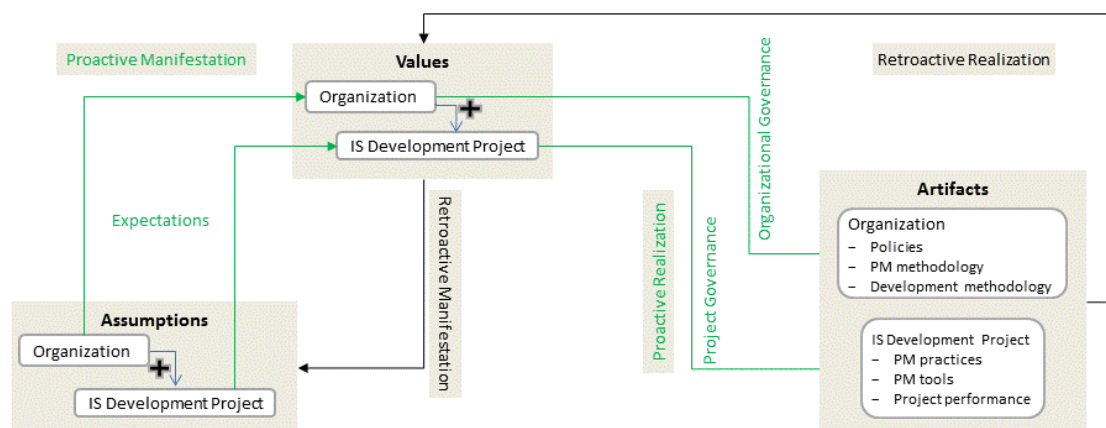 Proactive Manifestation
Values
Retroactive Realization
Organization
IS Development Project
Organizational Governance
Expectations
Retroactive Manifestation
Proactive Realization
Project Governance
Artifacts
Organization
– Policies
– PM methodology
– Development methodology
IS Development Project
– PM practices
– PM tools
– Project performance
Assumptions
Organization
IS Development Project